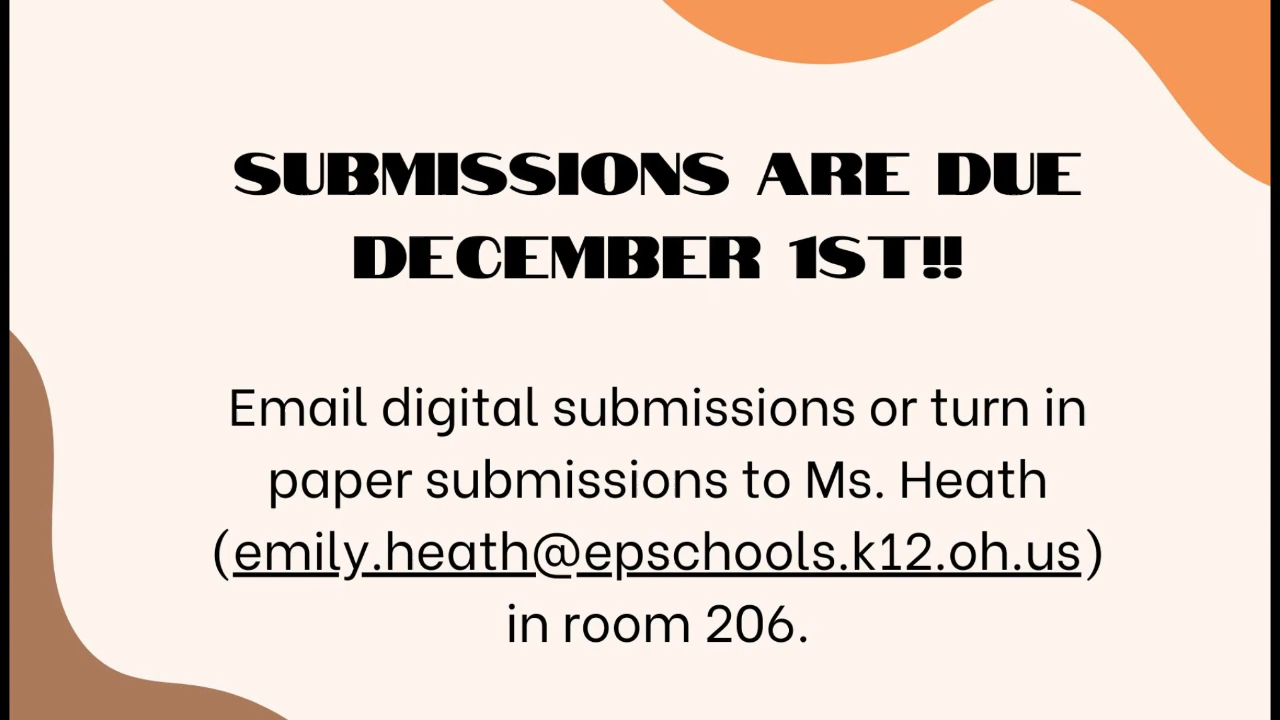 SUBMISSIONS ARE DUE
DECEMBER 1ST!!
Email digital submissions or turn in
paper submissions to Ms. Heath
(emily.heath@epschools.k12.oh.us)
in room 206.